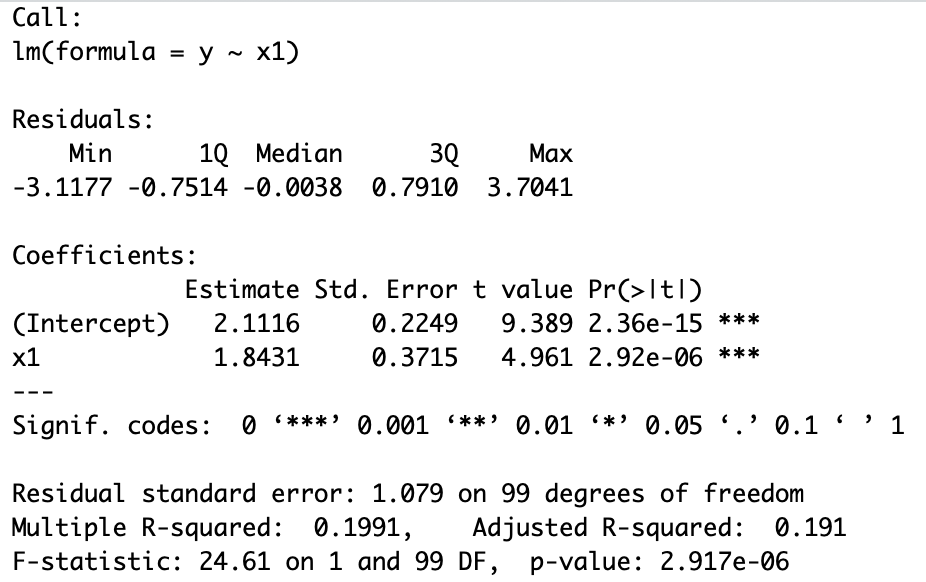 Call:
lm(formula = y ~ x1)
Residuals:
Min 1Q Median 3Q Max
-3.1177 -0.7514 -0.0038 0.7910 3.7041
Coefficients:
Estimate Std. Error t value Pr(>|t|)
(Intercept) 2.1116 0.2249 9.389 2.36e-15 ***
x1 1.8431 0.3715 4.961 2.92e-06 ***
---
Signif. codes: 0 ‘***’ 0.001 ‘**’ 0.01 ‘*’ 0.05 ‘.’ 0.1 ‘ ’ 1
Residual standard error: 1.079 on 99 degrees of freedom
Multiple R-squared: 0.1991, Adjusted R-squared: 0.191
F-statistic: 24.61 on 1 and 99 DF, p-value: 2.917e-06